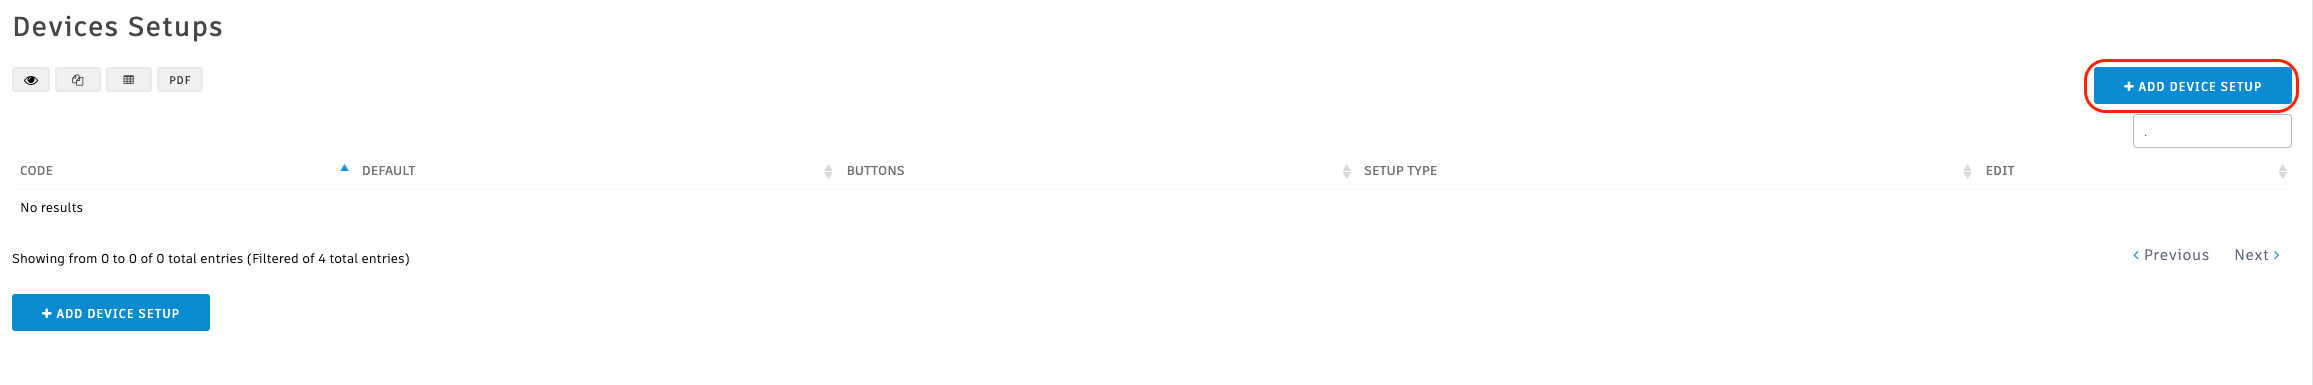 Devices Setups
PDF
ADD DEVICE SETUP
.
CODE DEFAULT BUTTONS SETUP TYPE EDIT
No results
Showing from 0 to 0 of 0 total entries (Filtered of 4 total entries)
Previous Next
ADD DEVICE SETUP